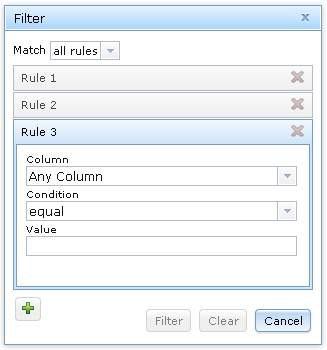 Filter
Match all rules
Rule 1
Rule 2
Rule 3
Column
Any Column
Condition
equal
Value
Filter Clear Cancel